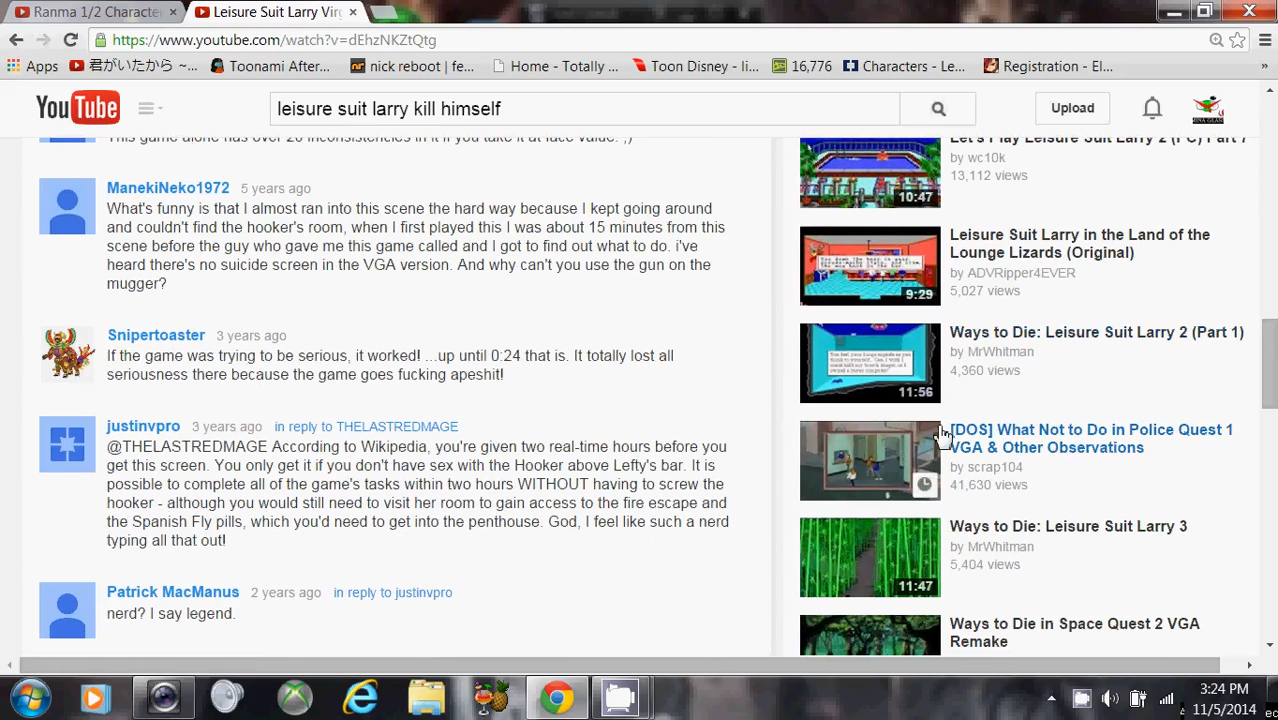 Ranma 1/2 Characte
Leisure Suit Larry Virg
https://www.youtube.com/watch?v=dEhzNKZtQtg
Apps
君がいたから ~...
Toonami After...
nick reboot | fe...
Home - Totally ...
Toon Disney - li...
16,776
Characters - Le...
Registration - El...
»
YouTube
leisure suit larry kill himself
Upload
This game alone has over 20 inconsistencies in it if you take it at face value. ;)
ManekiNeko1972 5 years ago
What's funny is that I almost ran into this scene the hard way because I kept going around
and couldn't find the hooker's room, when I first played this I was about 15 minutes from this
scene before the guy who gave me this game called and I got to find out what to do. i've
heard there's a suicide screen in the VGA version. and why can't you use the gun on the
mugger?
Snipertoaster 3 years ago
If the game was trying to be serious, it worked! ...up until 0:24 that is. It totally lost all
seriousness there because the game goes fucking apeshit!
justinvpro 3 years ago in reply to THELASTREDMAGE
@THELASTREDMAGE According to Wikipedia, you're given two real-time hours before you
get this screen. You only get it if you don't have sex with the Hooker above Lefty's bar. It is
possible to complete all of the game's tasks within two hours WITHOUT having to screw the
hooker - although you would still need to visit her room to gain access to the fire escape and
the Spanish Fly pills, which you'd need to get into the penthouse. God, I feel like such a nerd
typing all that out!
Patrick MacManus 2 years ago in reply to justinvpro
nerd? I say legend.
Let's Play Leisure Suit Larry 2 (PC) Part 7
by wc10k
13,112 views
10:47
Leisure Suit Larry in the Land of the
Lounge Lizards (Original)
by ADVRipper4EVER
5,027 views
9:29
Ways to Die: Leisure Suit Larry 2 (Part 1)
by MrWhitman
4,360 views
11:56
[DOS] What Not to Do in Police Quest 1
VGA & Other Observations
by scrap104
41,630 views
Ways to Die: Leisure Suit Larry 3
by MrWhitman
5,404 views
11:47
Ways to Die in Space Quest 2 VGA
Remake
3:24 PM
11/5/2014